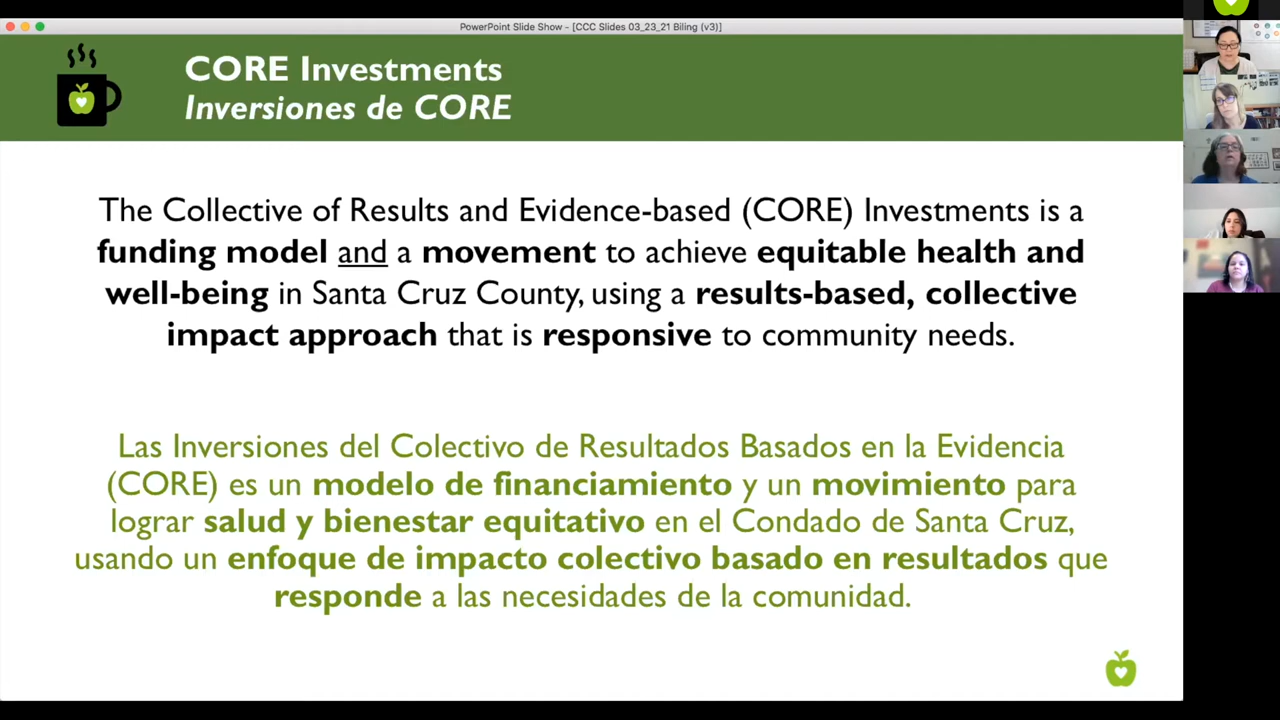 PowerPoint Slide Show - [CCC Slides 03_23_21 Biling (v3)]
CORE Investments
Inversiones de CORE
The Collective of Results and Evidence-based (CORE) Investments is a
funding model and a movement to achieve equitable health and
well-being in Santa Cruz County, using a results-based, collective
impact approach that is responsive to community needs.
Las Inversiones del Colectivo de Resultados Basados en la Evidencia
(CORE) es un modelo de financiamiento y un movimiento para
lograr salud y bienestar equitativo en el Condado de Santa Cruz,
usando un enfoque de impacto colectivo basado en resultados que
responde a las necesidades de la comunidad.